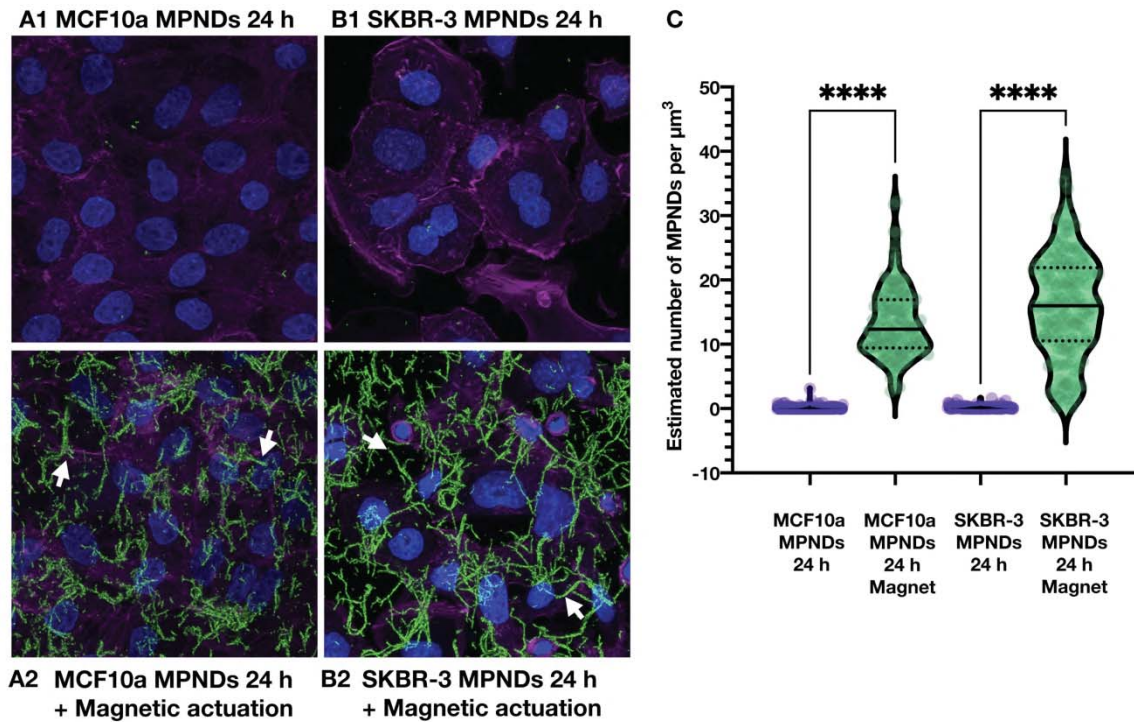 A1 MCF10a MPNDs 24 h
B1 SKBR-3 MPNDs 24 h
A2 MCF10a MPNDs 24 h
+ Magnetic actuation
B2 SKBR-3 MPNDs 24 h
+ Magnetic actuation
C
Estimated number of MPNDs per µm³
50
40
30
20
10
0
-10
****
****
MCF10a
MPNDs
24 h
MCF10a
MPNDs
24 h
Magnet
SKBR-3
MPNDs
24 h
SKBR-3
MPNDs
24 h
Magnet